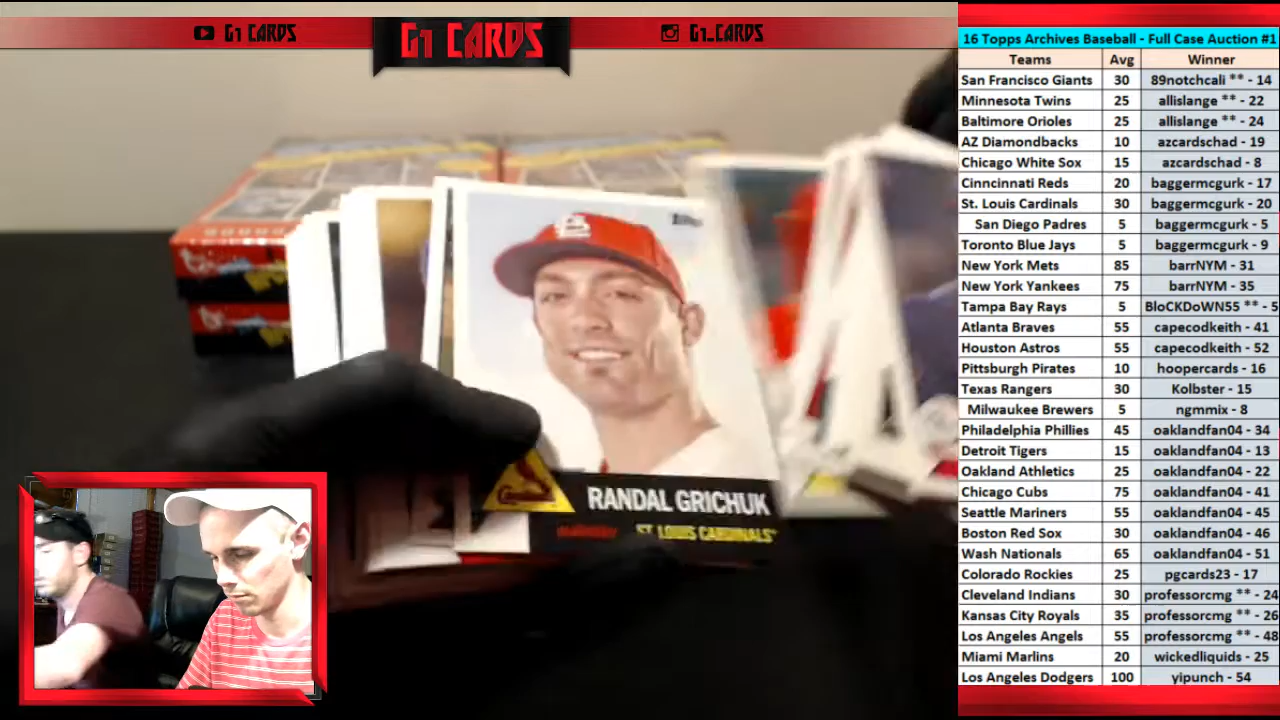 G1 CARDS
G1 CARDS
G1_CARDS
Topps
RANDAL GRICHUK
outfielder ST. LOUIS CARDINALS
Cardinals
16 Topps Archives Baseball - Full Case Auction #1
Teams Avg Winner
San Francisco Giants 30 89notchcali ** - 14
Minnesota Twins 25 allislange ** - 22
Baltimore Orioles 25 allislange ** - 24
AZ Diamondbacks 10 azcardschad - 19
Chicago White Sox 15 azcardschad - 8
Cinncinnati Reds 20 baggermcgurk - 17
St. Louis Cardinals 30 baggermcgurk - 20
San Diego Padres 5 baggermcgurk - 5
Toronto Blue Jays 5 baggermcgurk - 9
New York Mets 85 barrNYM - 31
New York Yankees 75 barrNYM - 35
Tampa Bay Rays 5 BloCKDoWN55 ** - 5
Atlanta Braves 55 capecodkeith - 41
Houston Astros 55 capecodkeith - 52
Pittsburgh Pirates 10 hoopercards - 16
Texas Rangers 30 Kolbster - 15
Milwaukee Brewers 5 ngmmix - 8
Philadelphia Phillies 45 oaklandfan04 - 34
Detroit Tigers 15 oaklandfan04 - 13
Oakland Athletics 25 oaklandfan04 - 22
Chicago Cubs 75 oaklandfan04 - 41
Seattle Mariners 55 oaklandfan04 - 45
Boston Red Sox 30 oaklandfan04 - 46
Wash Nationals 65 oaklandfan04 - 51
Colorado Rockies 25 pgcards23 - 17
Cleveland Indians 30 professorcmg ** - 24
Kansas City Royals 35 professorcmg ** - 26
Los Angeles Angels 55 professorcmg ** - 48
Miami Marlins 20 wickedliquids - 25
Los Angeles Dodgers 100 yipunch - 54